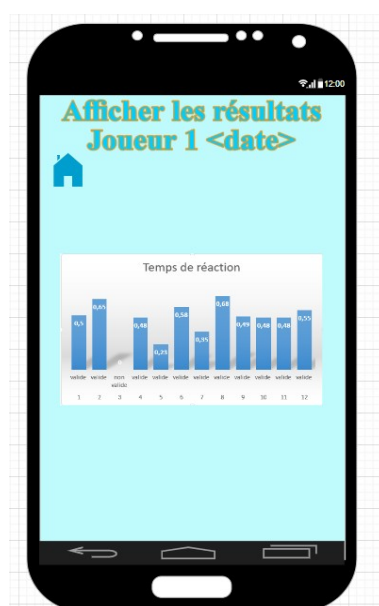 12:00
Afficher les résultats
Joueur 1 <date>
Temps de réaction
0,5 0,65 0,48 0,23 0,58 0,35 0,68 0,49 0,48 0,48 0,55
valide valide non valide valide valide valide valide valide valide valide valide valide
1 2 3 4 5 6 7 8 9 10 11 12